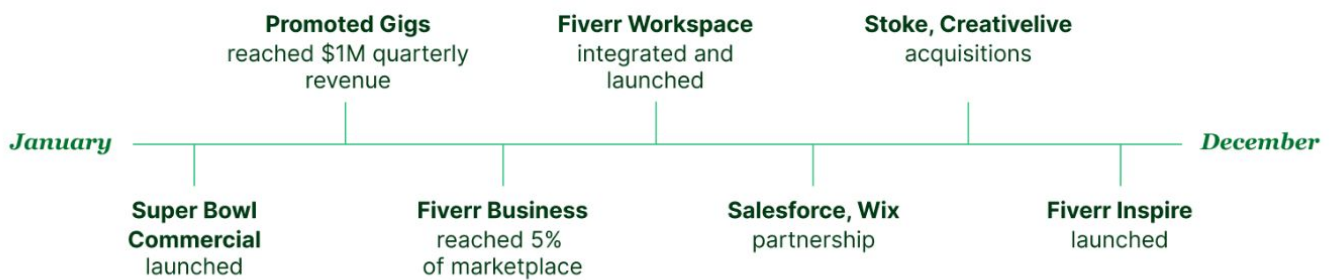 Promoted Gigs
reached $1M quarterly
revenue
Fiverr Workspace
integrated and
launched
Stoke, Creativelive
acquisitions
January
December
Super Bowl
Commercial
launched
Fiverr Business
reached 5%
of marketplace
Salesforce, Wix
partnership
Fiverr Inspire
launched